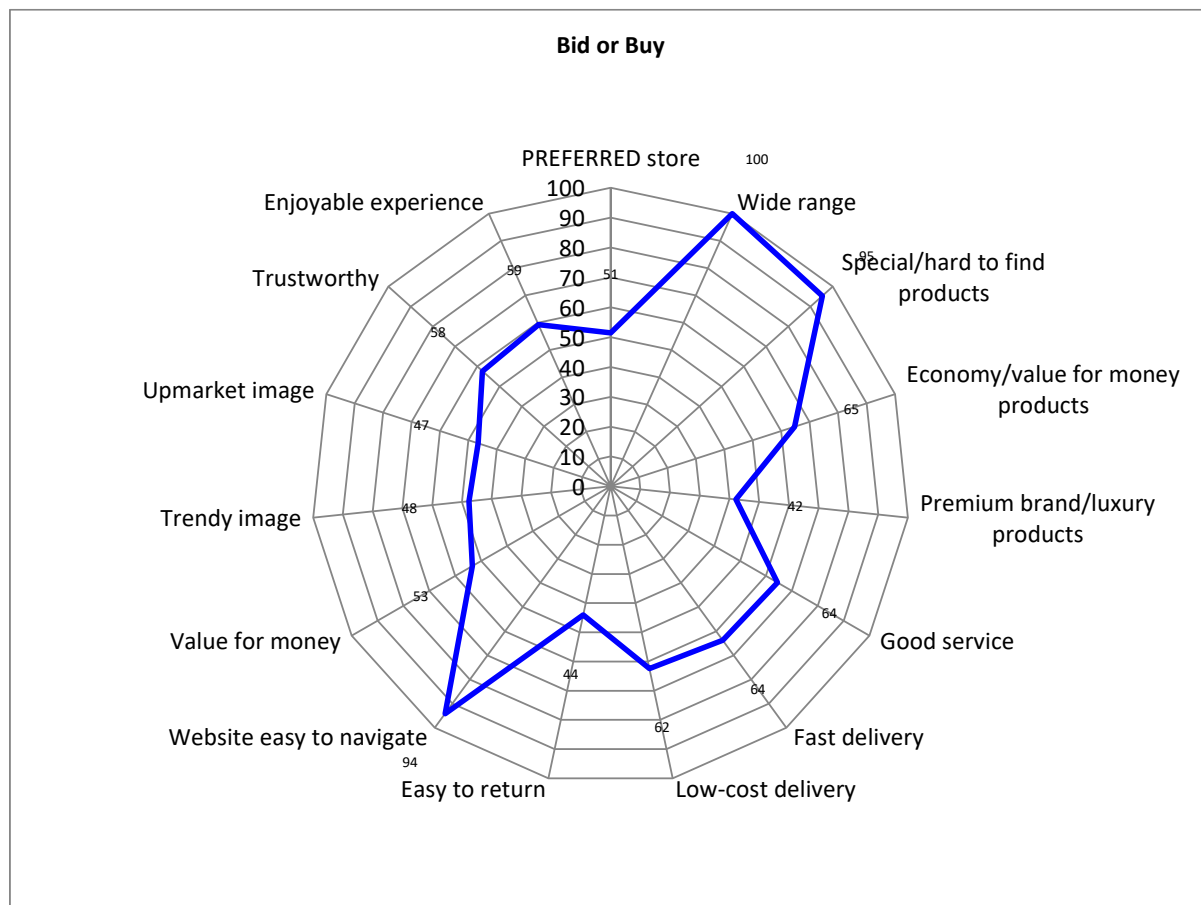 Bid or Buy
PREFERRED store
100
Wide range
95
Special/hard to find
products
Economy/value for money
products
65
Premium brand/luxury
products
42
Good service
64
Fast delivery
64
Low-cost delivery
62
Easy to return
44
Website easy to navigate
94
Value for money
53
Trendy image
48
Upmarket image
47
Trustworthy
58
Enjoyable experience
59
51
100
90
80
70
60
50
40
30
20
10
0